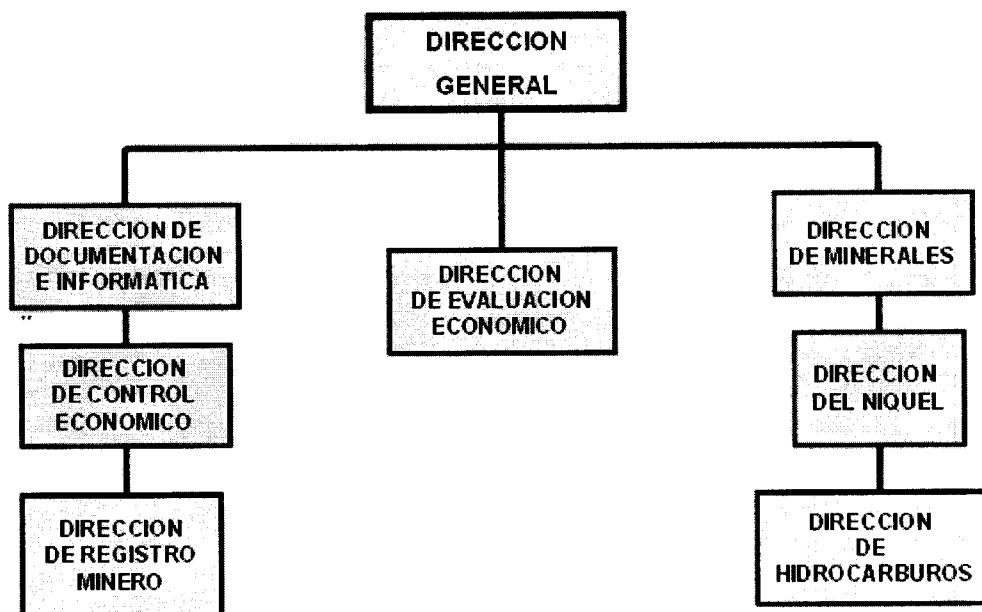 DIRECCION
GENERAL
DIRECCION DE
DOCUMENTACION
E INFORMATICA
DIRECCION
DE CONTROL
ECONOMICO
DIRECCION
DE REGISTRO
MINERO
DIRECCION
DE EVALUACION
ECONOMICO
DIRECCION
DE MINERALES
DIRECCION
DEL NIQUEL
DIRECCION
DE
HIDROCARBUROS